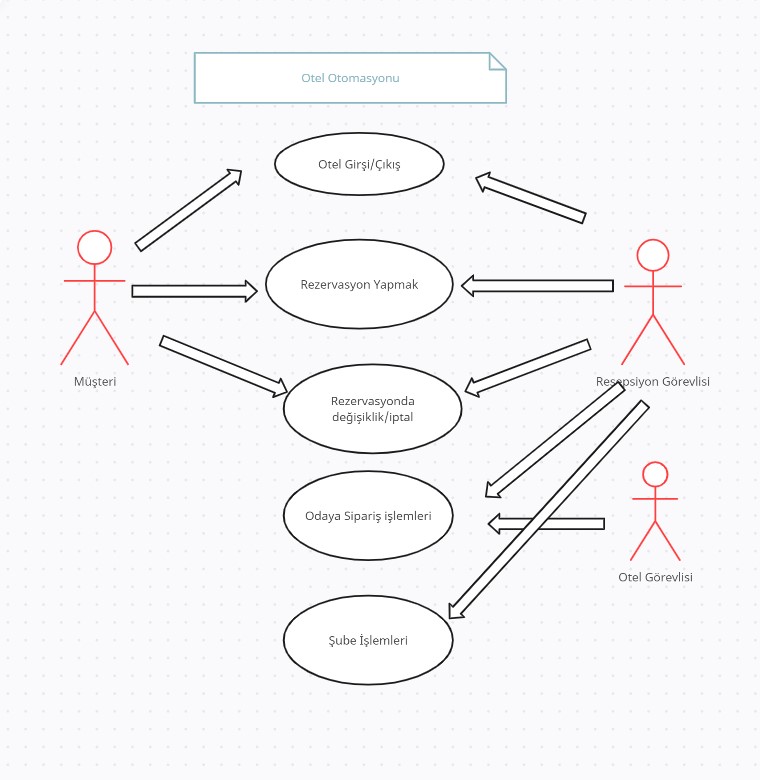 Otel Otomasyonu
Otel Girşi/Çıkış
Rezervasyon Yapmak
Müşteri
Resepsiyon Görevlisi
Rezervasyonda
değişiklik/iptal
Odaya Sipariş işlemleri
Otel Görevlisi
Şube İşlemleri